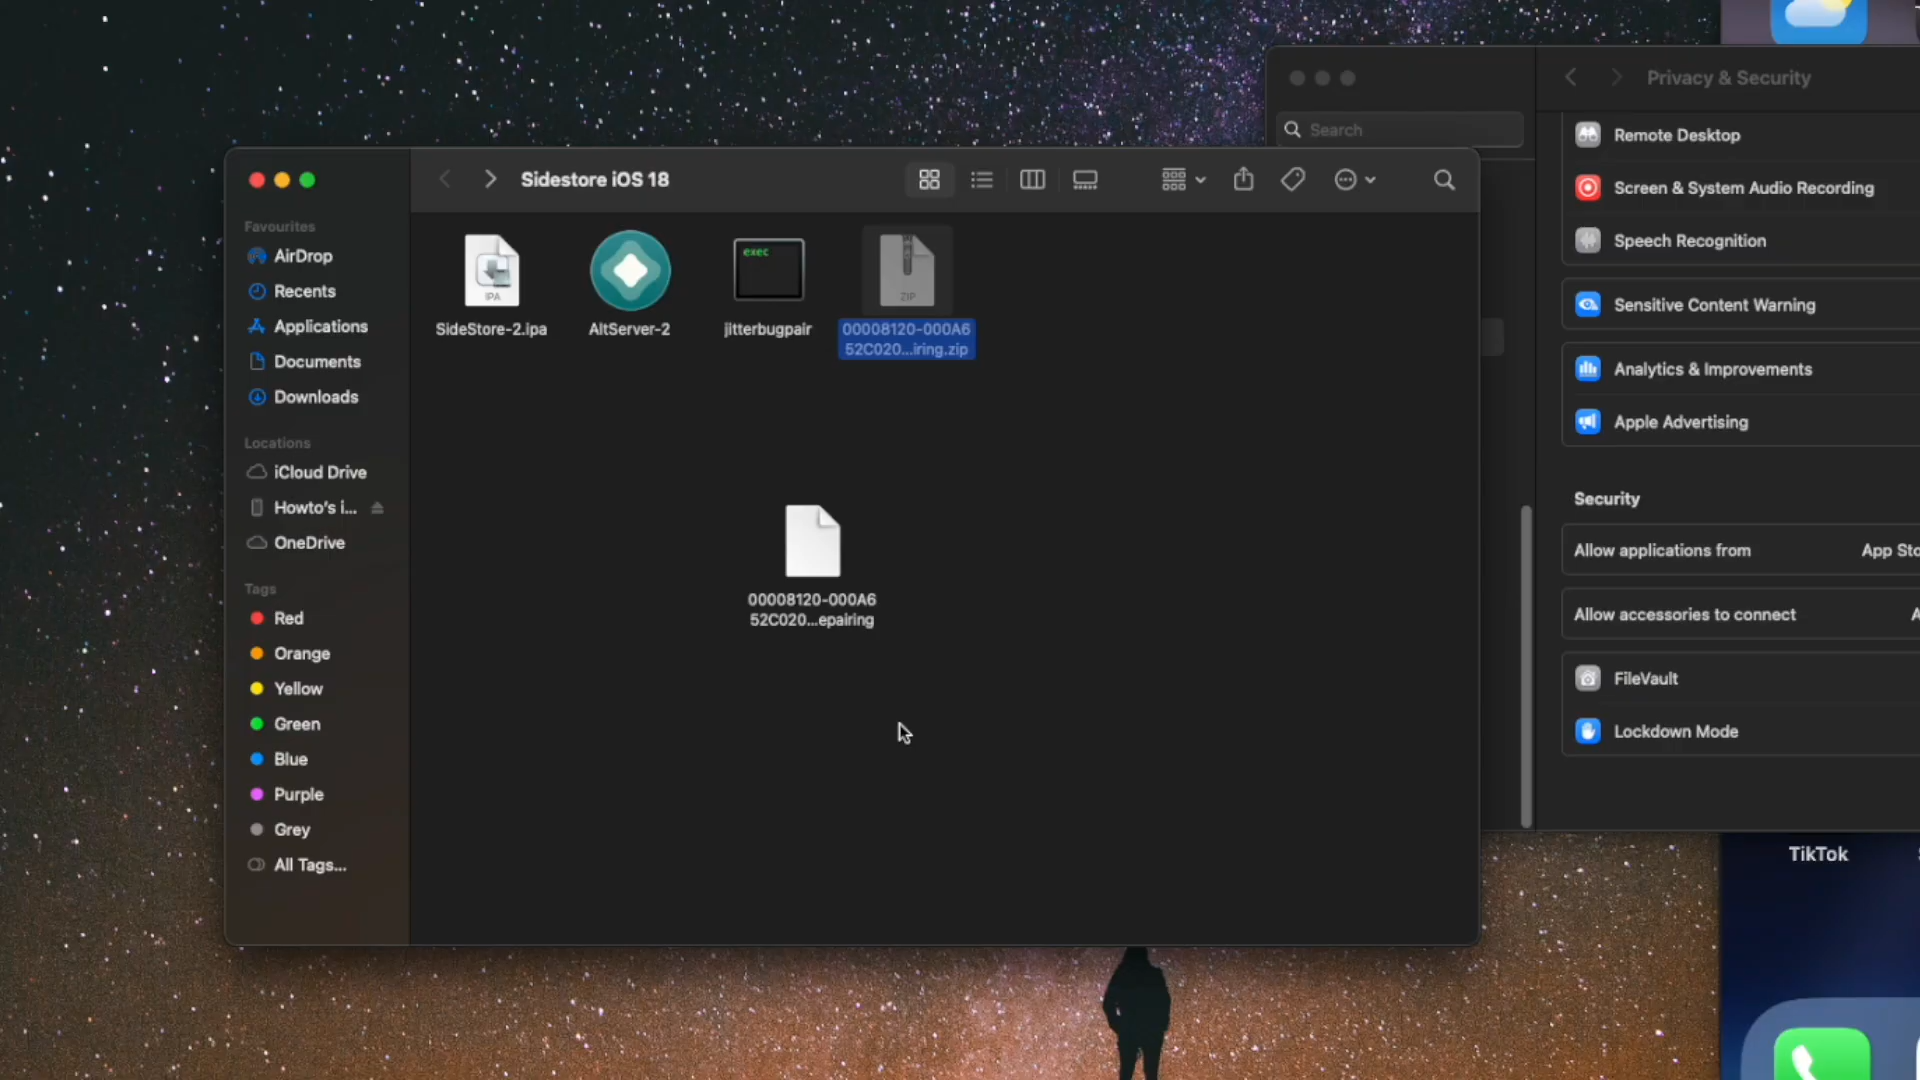 Privacy & Security
Search
Remote Desktop
Screen & System Audio Recording
Speech Recognition
Sensitive Content Warning
Analytics & Improvements
Apple Advertising
Security
Allow applications from
App Sto
Allow accessories to connect
A
FileVault
Lockdown Mode
Sidestore iOS 18
Favourites
AirDrop
Recents
Applications
Documents
Downloads
Locations
iCloud Drive
Howto's i...
OneDrive
Tags
Red
Orange
Yellow
Green
Blue
Purple
Grey
All Tags...
IPA
SideStore-2.ipa
AltServer-2
exec
jitterbugpair
ZIP
00008120-000A6
52C020...iring.zip
00008120-000A6
52C020...epairing
TikTok